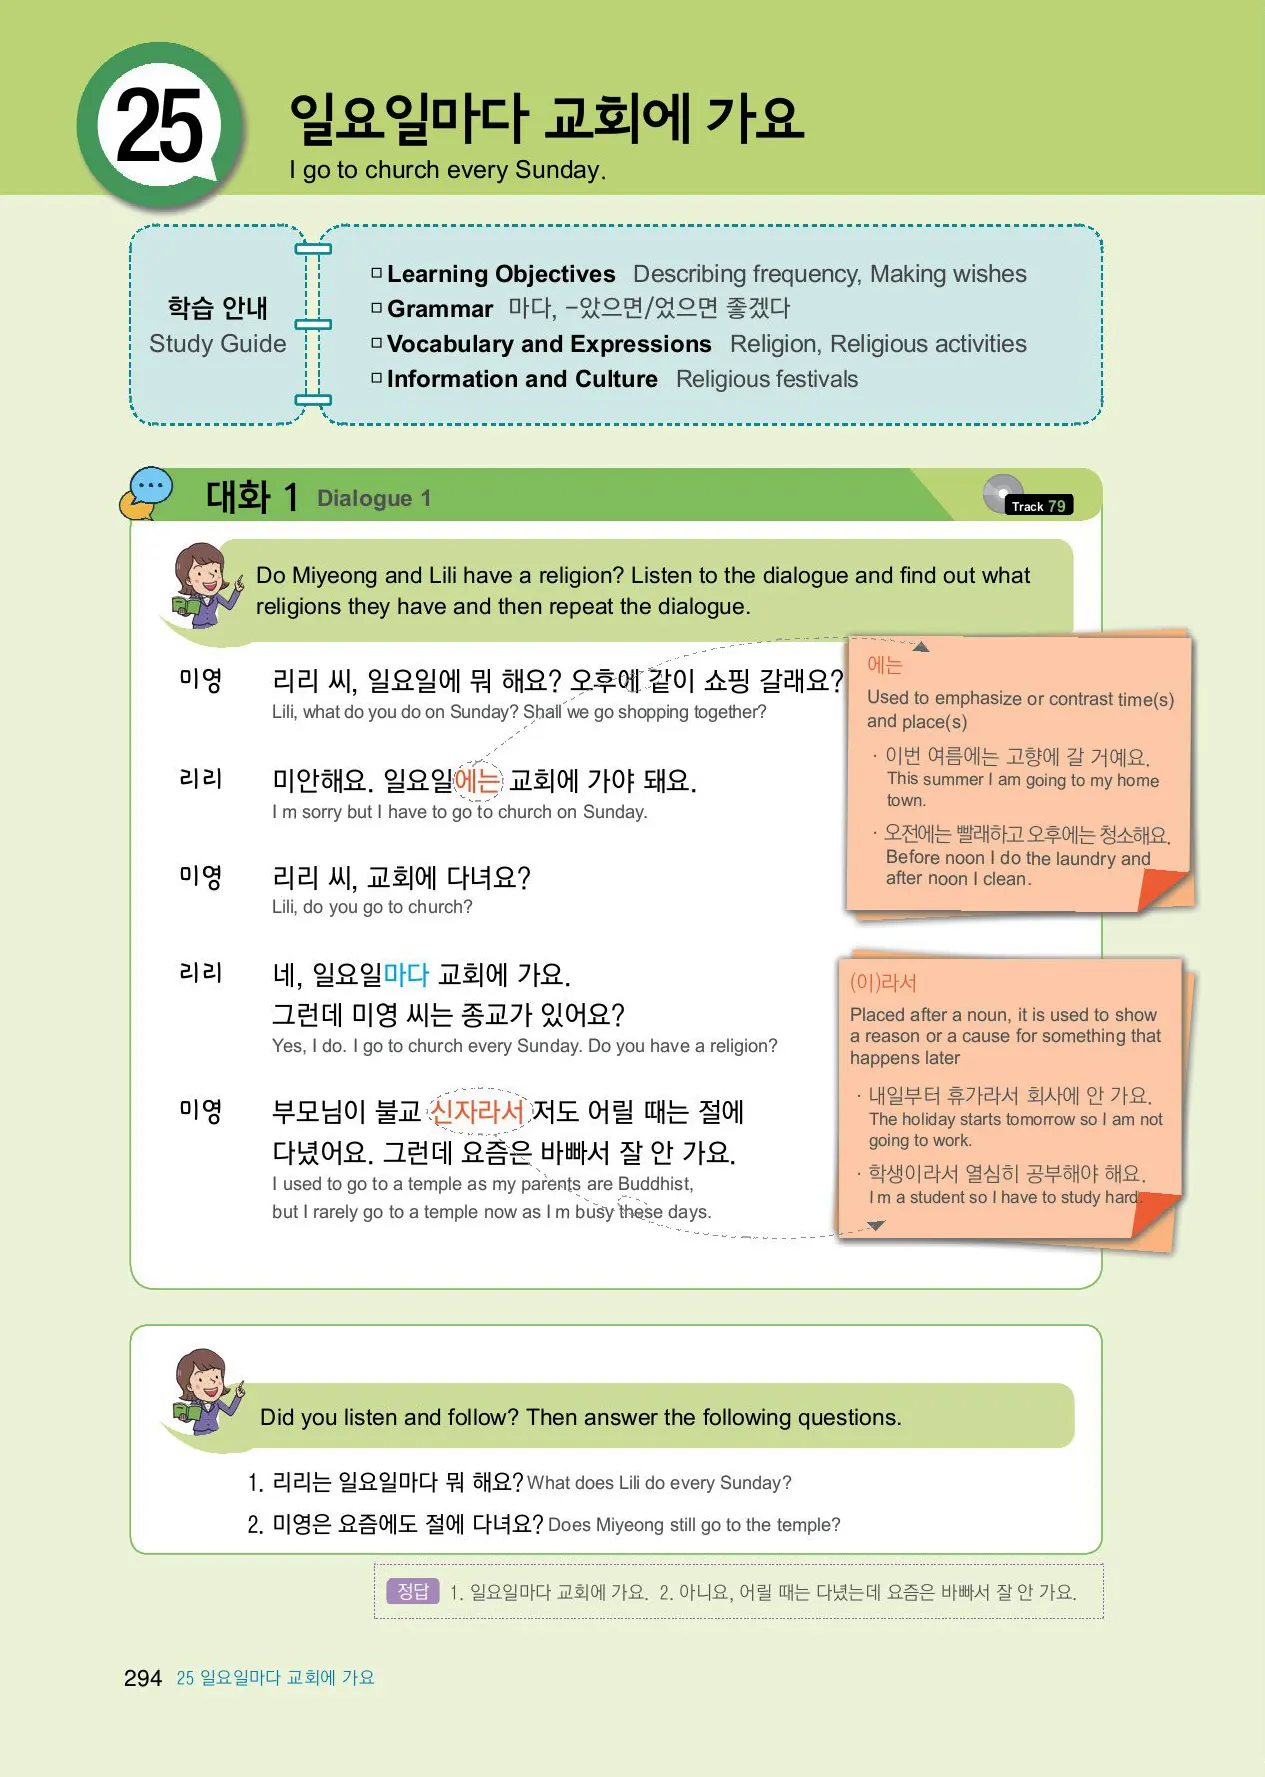 25
일요일마다 교회에 가요
I go to church every Sunday.
학습 안내
Study Guide
Learning Objectives Describing frequency, Making wishes
Grammar 마다, -았으면/었으면 좋겠다
Vocabulary and Expressions Religion, Religious activities
Information and Culture Religious festivals
대화 1 Dialogue 1
Track 79
Do Miyeong and Lili have a religion? Listen to the dialogue and find out what
religions they have and then repeat the dialogue.
미영 리리 씨, 일요일에 뭐 해요? 오후에 같이 쇼핑 갈래요?
Lili, what do you do on Sunday? Shall we go shopping together?
리리 미안해요. 일요일에는 교회에 가야 돼요.
I m sorry but I have to go to church on Sunday.
미영 리리 씨, 교회에 다녀요?
Lili, do you go to church?
리리 네, 일요일마다 교회에 가요.
그런데 미영 씨는 종교가 있어요?
Yes, I do. I go to church every Sunday. Do you have a religion?
미영 부모님이 불교 신자라서 저도 어릴 때는 절에
다녔어요. 그런데 요즘은 바빠서 잘 안 가요.
I used to go to a temple as my parents are Buddhist,
but I rarely go to a temple now as I m busy these days.
에는
Used to emphasize or contrast time(s)
and place(s)
· 이번 여름에는 고향에 갈 거예요.
This summer I am going to my home
town.
· 오전에는 빨래하고 오후에는 청소해요.
Before noon I do the laundry and
after noon I clean.
(이)라서
Placed after a noun, it is used to show
a reason or a cause for something that
happens later
· 내일부터 휴가라서 회사에 안 가요.
The holiday starts tomorrow so I am not
going to work.
· 학생이라서 열심히 공부해야 해요.
I m a student so I have to study hard.
Did you listen and follow? Then answer the following questions.
1. 리리는 일요일마다 뭐 해요? What does Lili do every Sunday?
2. 미영은 요즘에도 절에 다녀요? Does Miyeong still go to the temple?
정답 1. 일요일마다 교회에 가요. 2. 아니요, 어릴 때는 다녔는데 요즘은 바빠서 잘 안 가요.
294 25 일요일마다 교회에 가요